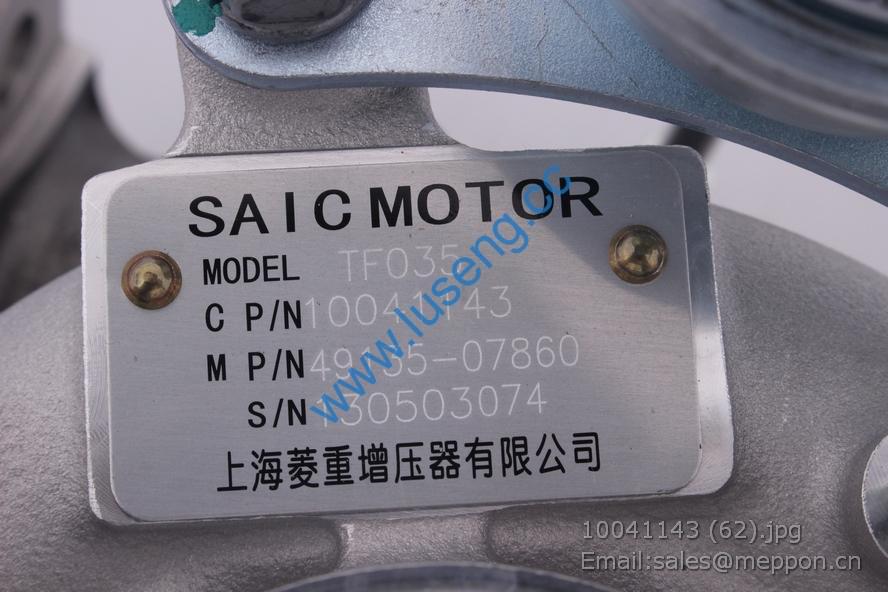 SAIC MOTOR
MODEL TF035
C P/N 10041143
M P/N 49135-07860
S/N 130503074
上海菱重增压器有限公司
www.luseng.cc
10041143 (62).jpg
Email:sales@meppon.cn